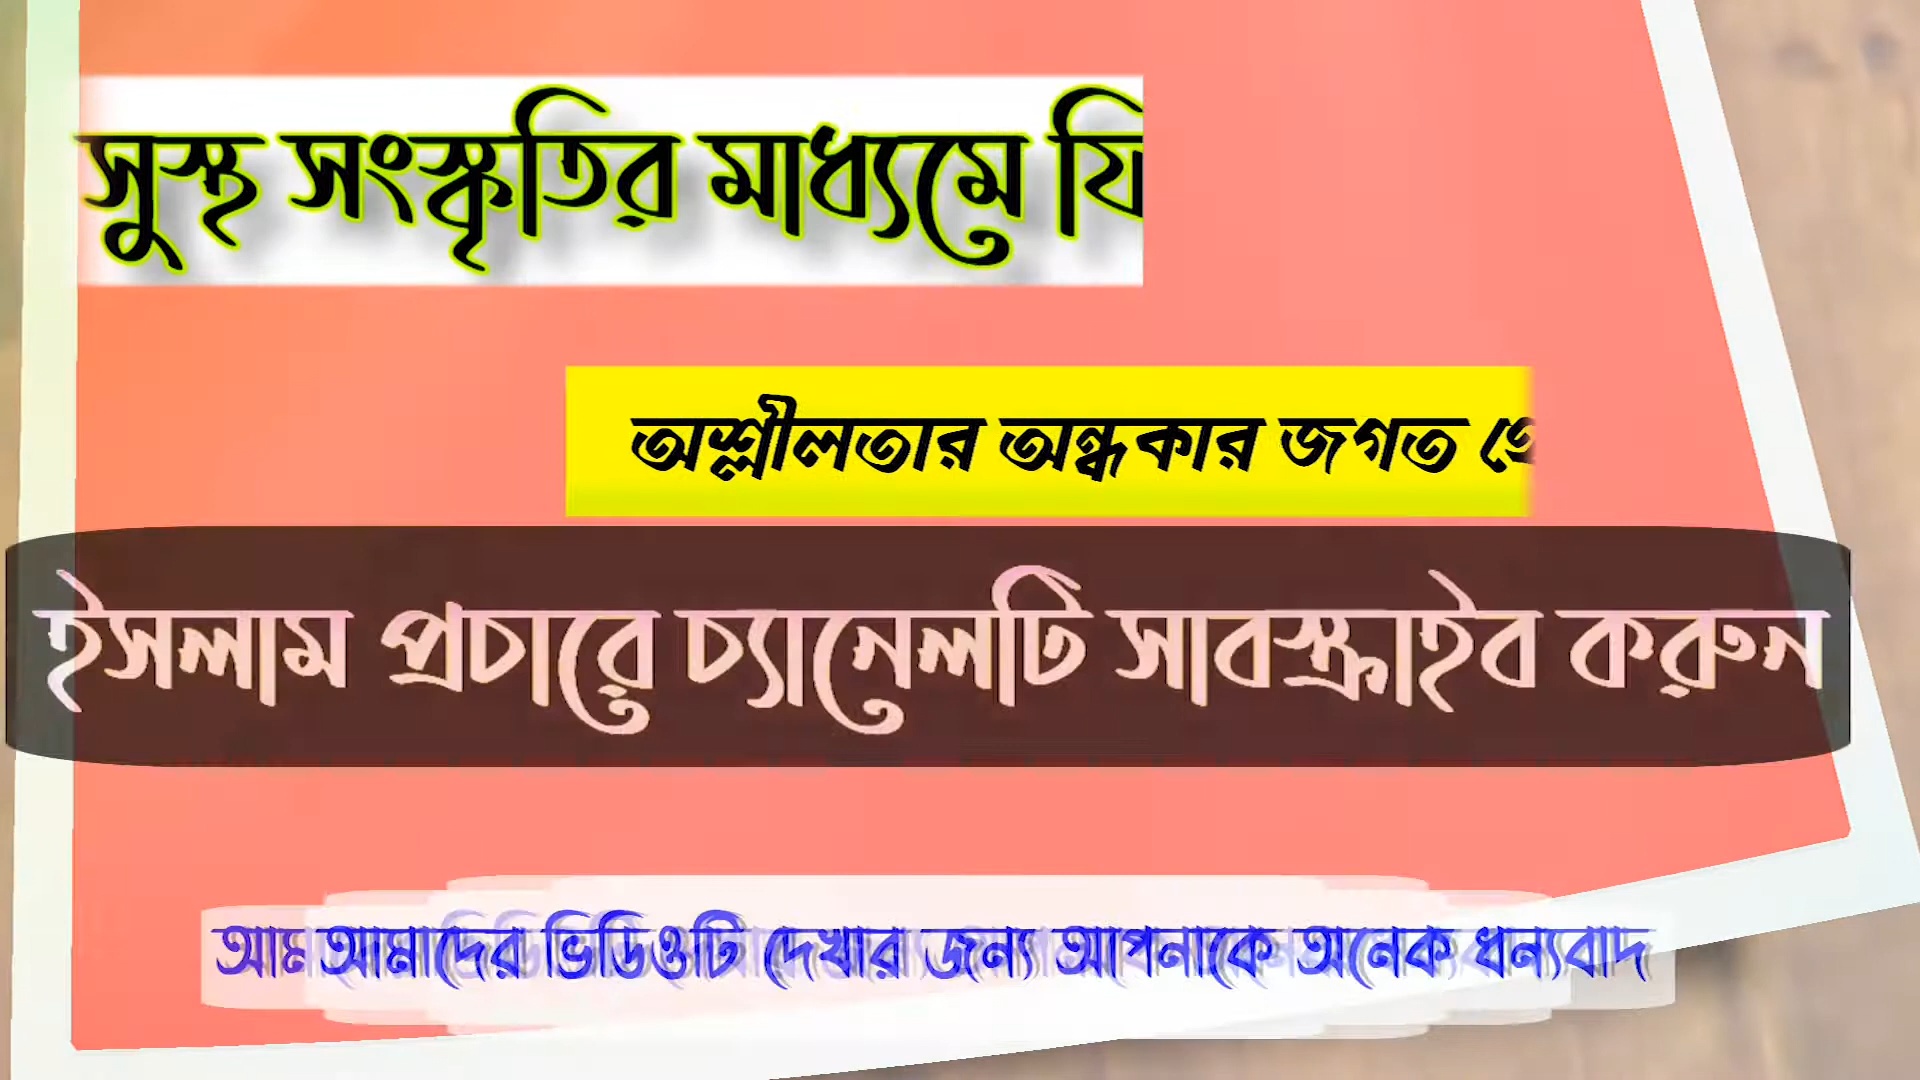 সুস্থ সংস্কৃতির মাধ্যমে
অশ্লীলতার অন্ধকার জগত
ইসলাম প্রচারে চ্যানেলটি সাবস্ক্রাইব করুন
আমাদের ভিডিওটি দেখার জন্য আপনাকে অনেক ধন্যবাদ